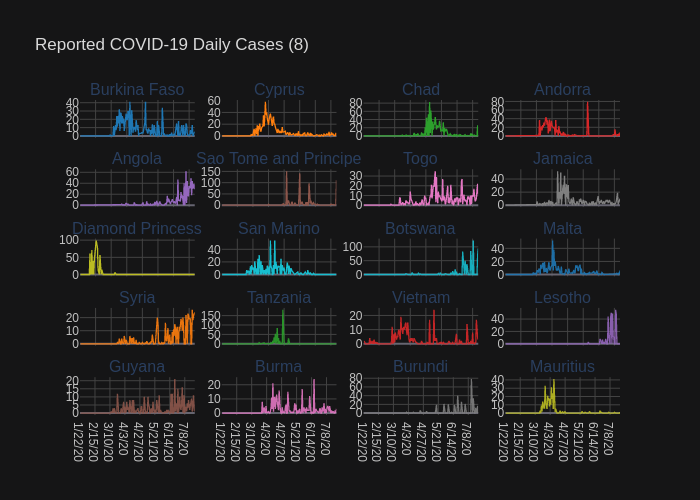 Reported COVID-19 Daily Cases (8)
Burkina Faso Cyprus Chad Andorra
40 30 20 10 0 60 40 20 0 80 60 40 20 0 80 60 40 20 0
Angola Sao Tome and Principe Togo Jamaica
60 40 20 0 150 100 50 0 30 20 10 0 40 20 0
Diamond Princess San Marino Botswana Malta
100 50 0 40 20 0 100 50 0 40 20 0
Syria Tanzania Vietnam Lesotho
20 10 0 150 100 50 0 20 10 0 40 20 0
Guyana Burma Burundi Mauritius
20 15 10 5 0 20 10 0 80 60 40 20 0 40 30 20 10 0
1/22/20 2/15/20 3/10/20 4/3/20 4/27/20 5/21/20 6/14/20 7/8/20 1/22/20 2/15/20 3/10/20 4/3/20 4/27/20 5/21/20 6/14/20 7/8/20 1/22/20 2/15/20 3/10/20 4/3/20 4/27/20 5/21/20 6/14/20 7/8/20 1/22/20 2/15/20 3/10/20 4/3/20 4/27/20 5/21/20 6/14/20 7/8/20